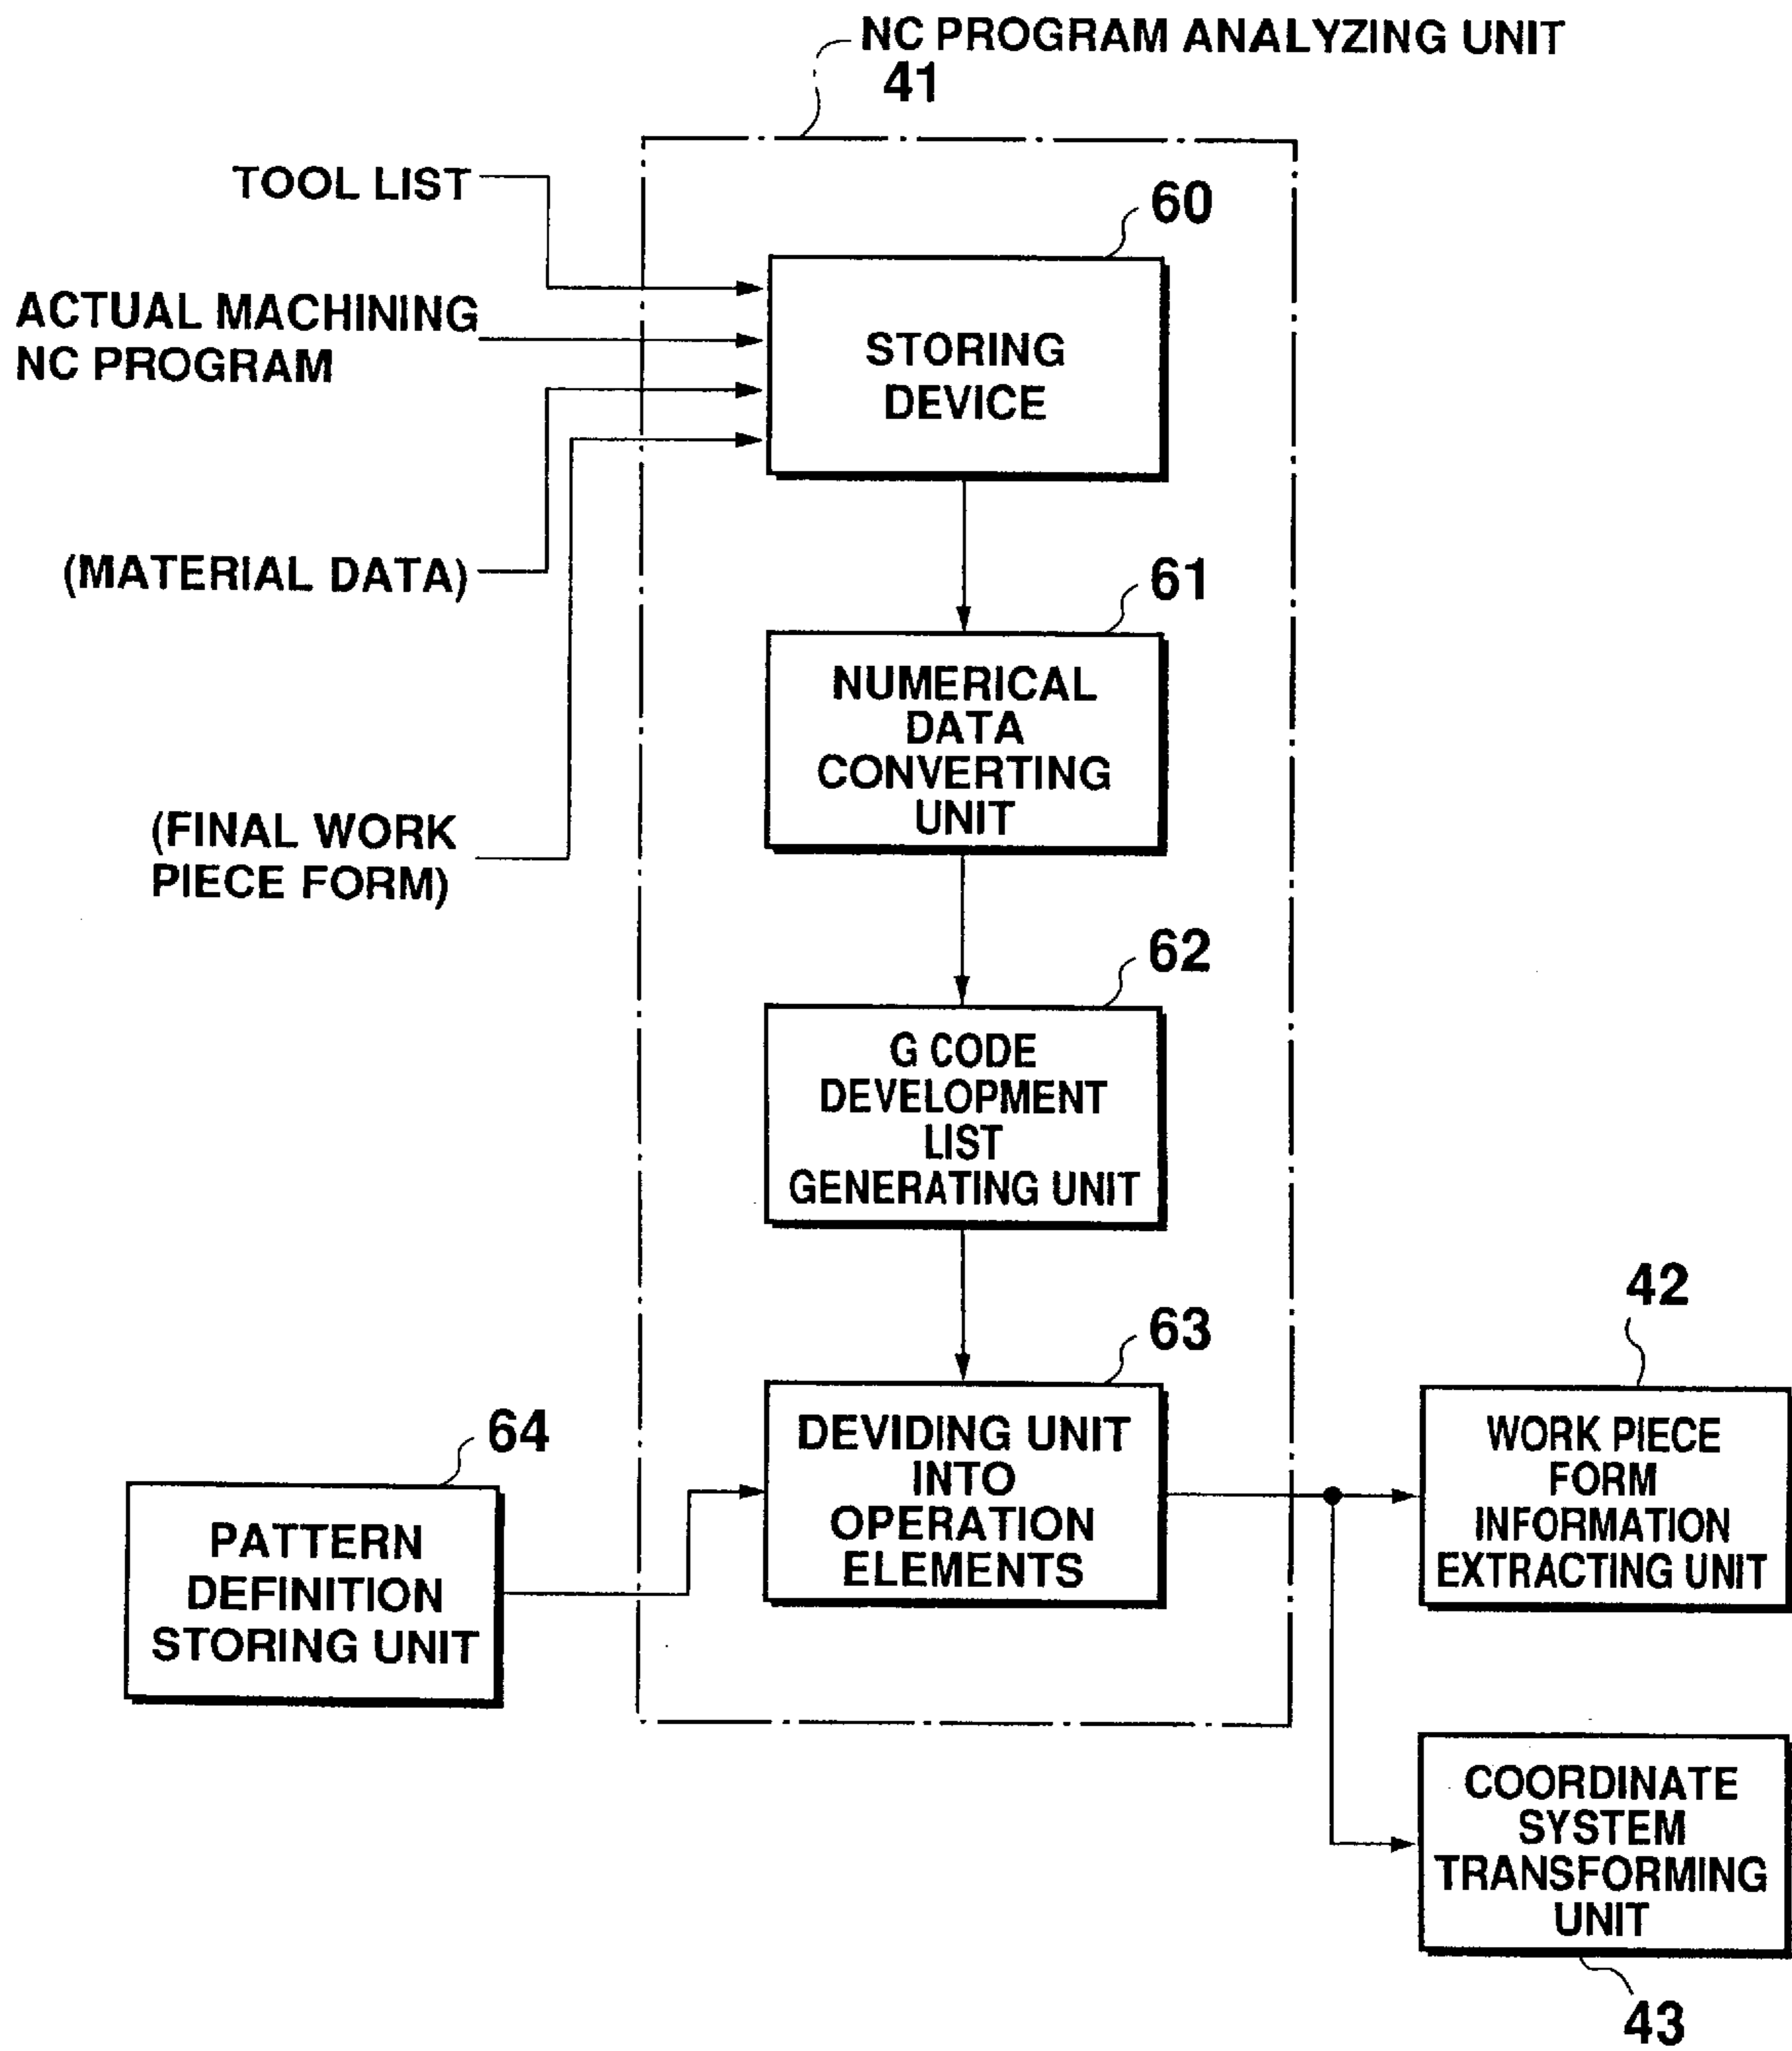 NC PROGRAM ANALYZING UNIT
41
TOOL LIST
60
ACTUAL MACHINING
NC PROGRAM
STORING
DEVICE
(MATERIAL DATA)
61
NUMERICAL
DATA
CONVERTING
UNIT
(FINAL WORK
PIECE FORM)
62
G CODE
DEVELOPMENT
LIST
GENERATING UNIT
63
DEVIDING UNIT
INTO
OPERATION
ELEMENTS
64
PATTERN
DEFINITION
STORING UNIT
42
WORK PIECE
FORM
INFORMATION
EXTRACTING UNIT
COORDINATE
SYSTEM
TRANSFORMING
UNIT
43